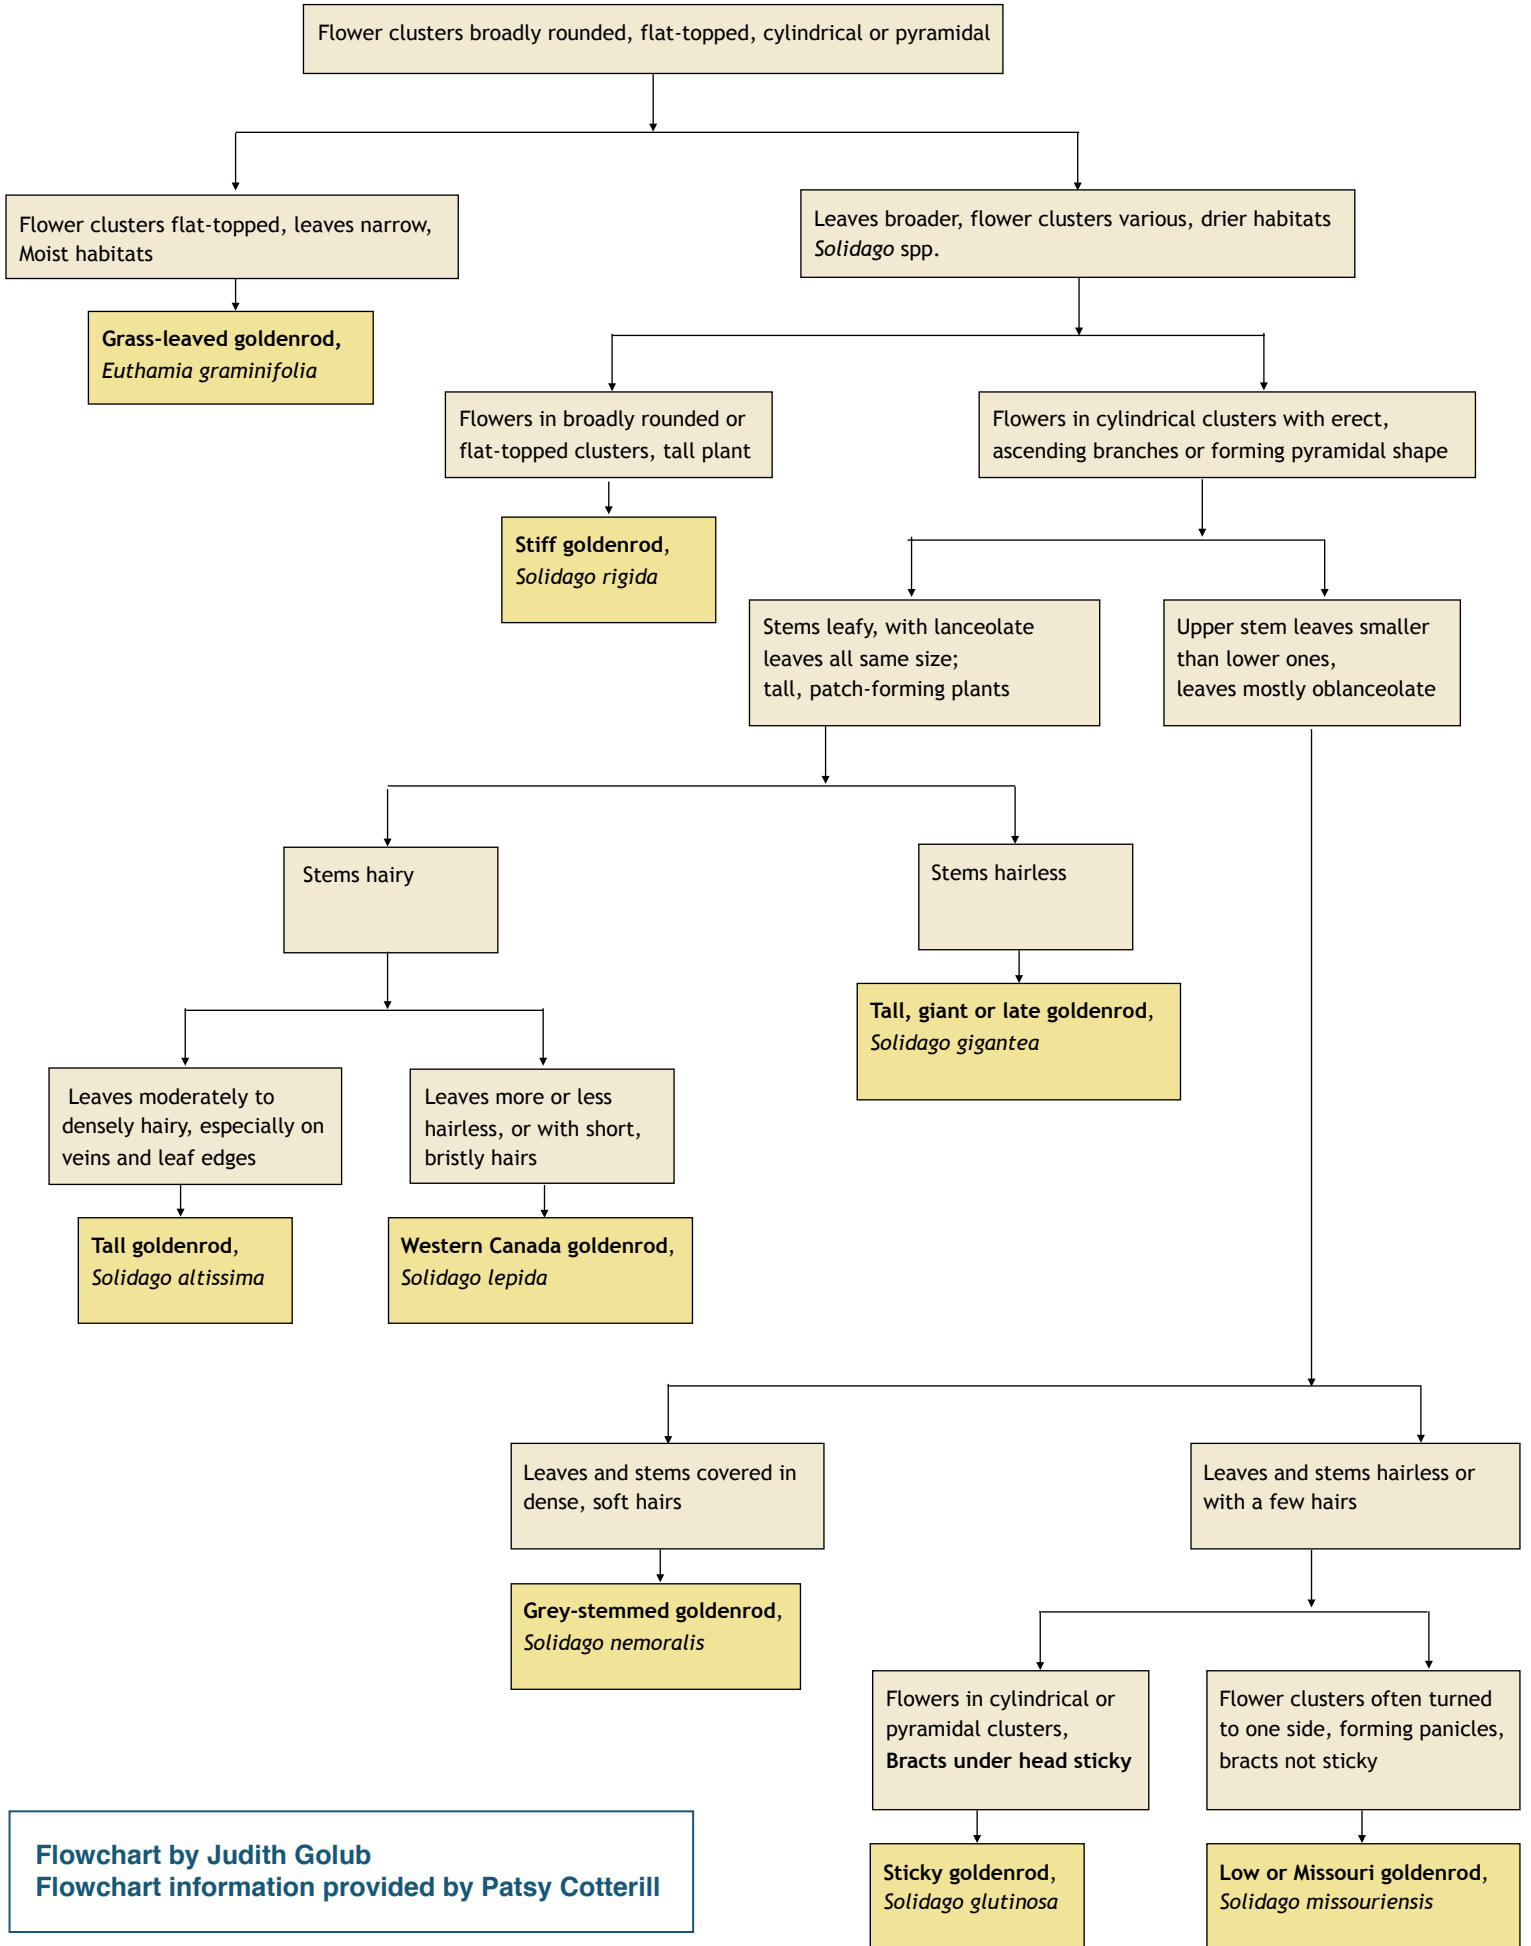 Flower clusters broadly rounded, flat-topped, cylindrical or pyramidal
Flower clusters flat-topped, leaves narrow,
Moist habitats
Leaves broader, flower clusters various, drier habitats
Solidago spp.
Grass-leaved goldenrod,
Euthamia graminifolia
Flowers in broadly rounded or
flat-topped clusters, tall plant
Flowers in cylindrical clusters with erect,
ascending branches or forming pyramidal shape
Stiff goldenrod,
Solidago rigida
Stems leafy, with lanceolate
leaves all same size;
tall, patch-forming plants
Upper stem leaves smaller
than lower ones,
leaves mostly oblanceolate
Stems hairy
Stems hairless
Tall, giant or late goldenrod,
Solidago gigantea
Leaves moderately to
densely hairy, especially on
veins and leaf edges
Leaves more or less
hairless, or with short,
bristly hairs
Tall goldenrod,
Solidago altissima
Western Canada goldenrod,
Solidago lepida
Leaves and stems covered in
dense, soft hairs
Leaves and stems hairless or
with a few hairs
Grey-stemmed goldenrod,
Solidago nemoralis
Flowers in cylindrical or
pyramidal clusters,
Bracts under head sticky
Flower clusters often turned
to one side, forming panicles,
bracts not sticky
Sticky goldenrod,
Solidago glutinosa
Low or Missouri goldenrod,
Solidago missouriensis
Flowchart by Judith Golub
Flowchart information provided by Patsy Cotterill